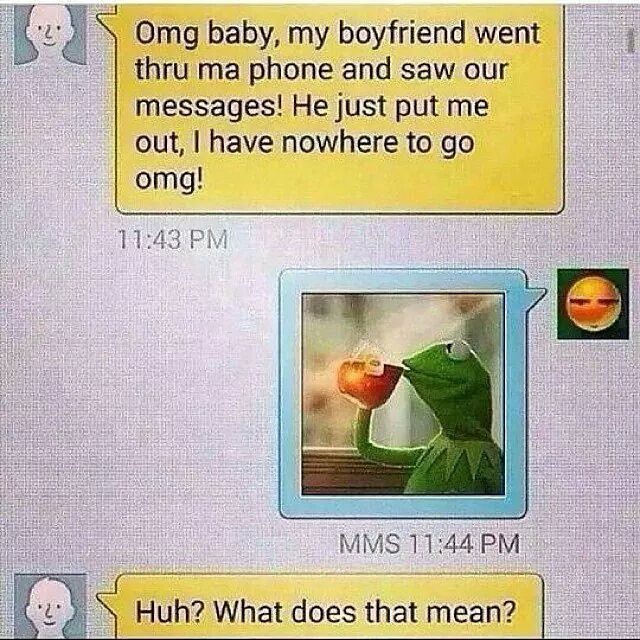 Omg baby, my boyfriend went
thru ma phone and saw our
messages! He just put me
out, I have nowhere to go
omg!
11:43 PM
MMS 11:44 PM
Huh? What does that mean?